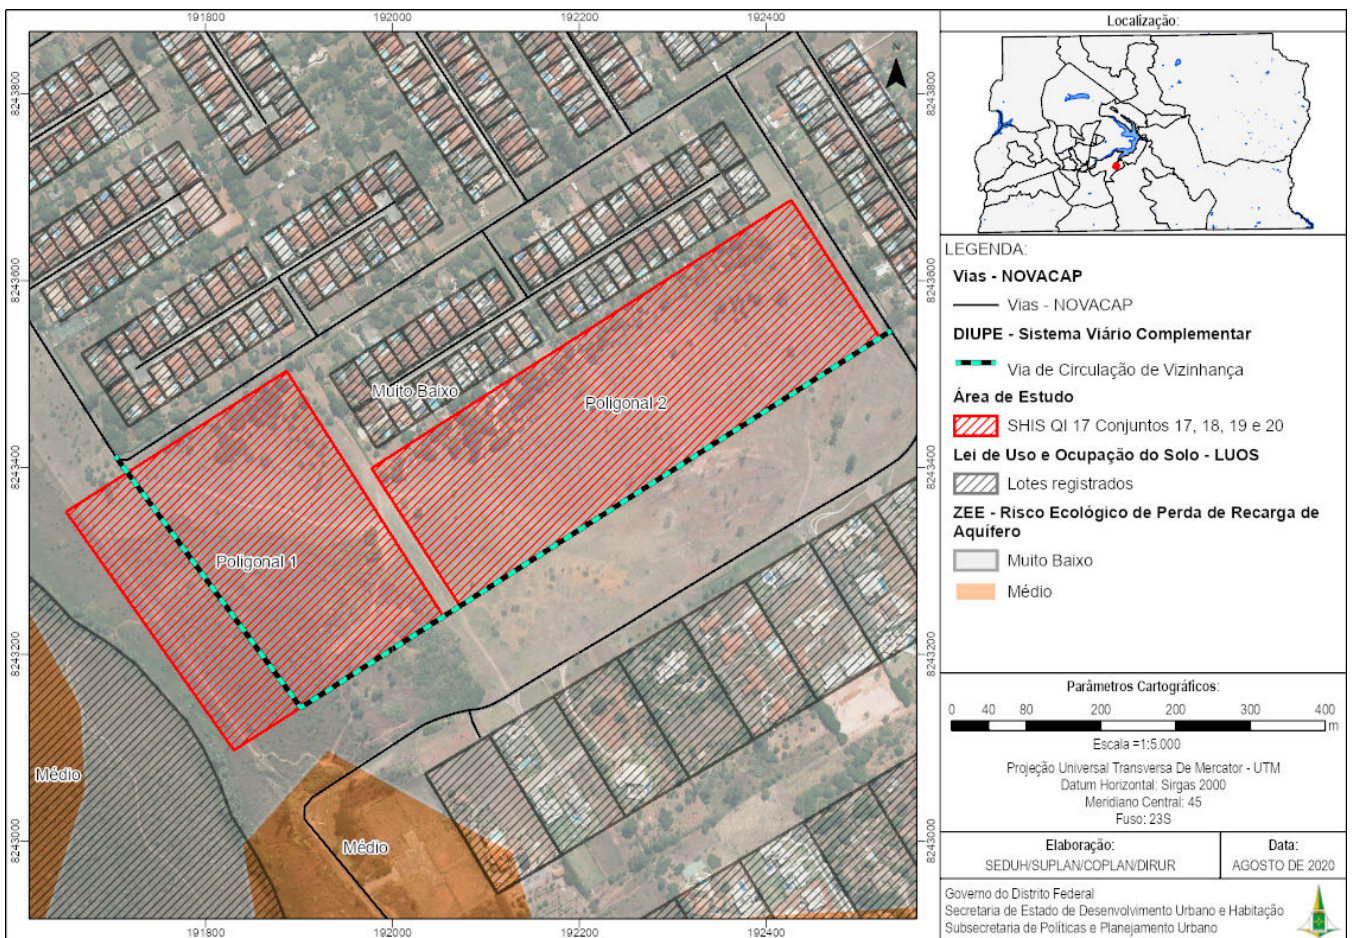 191800
192000
192200
192400
8243800
8243600
8243400
8243200
8243000
8243800
8243600
8243400
8243200
8243000
191800
192000
192200
192400
N
Muito Baixo
Poligonal 2
Poligonal 1
Médio
Médio
Localização:
LEGENDA:
Vias - NOVACAP
Vias - NOVACAP
DIUPE - Sistema Viário Complementar
Via de Circulação de Vizinhança
Área de Estudo
SHIS QI 17 Conjuntos 17, 18, 19 e 20
Lei de Uso e Ocupação do Solo - LUOS
Lotes registrados
ZEE - Risco Ecológico de Perda de Recarga de
Aquífero
Muito Baixo
Médio
Parâmetros Cartográficos:
0 40 80 200 200 300 400
m
Escala =1:5.000
Projeção Universal Transversa De Mercator - UTM
Datum Horizontal: Sirgas 2000
Meridiano Central: 45
Fuso: 23S
Elaboração:
SEDUH/SUPLAN/COPLAN/DIRUR
Data:
AGOSTO DE 2020
Governo do Distrito Federal
Secretaria de Estado de Desenvolvimento Urbano e Habitação
Subsecretaria de Políticas e Planejamento Urbano